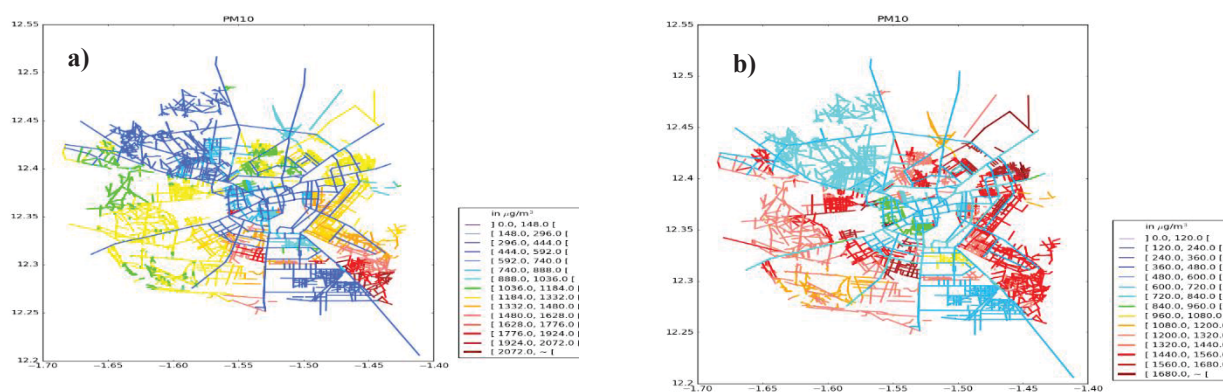 PM10
a)
12.55
12.5
12.45
12.4
12.35
12.3
12.25
12.2
−1.70
−1.65
−1.60
−1.55
−1.50
−1.45
−1.40
in μg/m³
] 0.0, 148.0 [
[ 148.0, 296.0 [
[ 296.0, 444.0 [
[ 444.0, 592.0 [
[ 592.0, 740.0 [
[ 740.0, 888.0 [
[ 888.0, 1036.0 [
[ 1036.0, 1184.0 [
[ 1184.0, 1332.0 [
[ 1332.0, 1480.0 [
[ 1480.0, 1628.0 [
[ 1628.0, 1776.0 [
[ 1776.0, 1924.0 [
[ 1924.0, 2072.0 [
[ 2072.0, ~ [
PM10
b)
12.55
12.5
12.45
12.4
12.35
12.3
12.25
12.2
−1.70
−1.65
−1.60
−1.55
−1.50
−1.45
−1.40
in μg/m³
] 0.0, 120.0 [
[ 120.0, 240.0 [
[ 240.0, 360.0 [
[ 360.0, 480.0 [
[ 480.0, 600.0 [
[ 600.0, 720.0 [
[ 720.0, 840.0 [
[ 840.0, 960.0 [
[ 960.0, 1080.0 [
[ 1080.0, 1200.0
[ 1200.0, 1320.0
[ 1320.0, 1440.0
[ 1440.0, 1560.0
[ 1560.0, 1680.0
[ 1680.0, ~ [